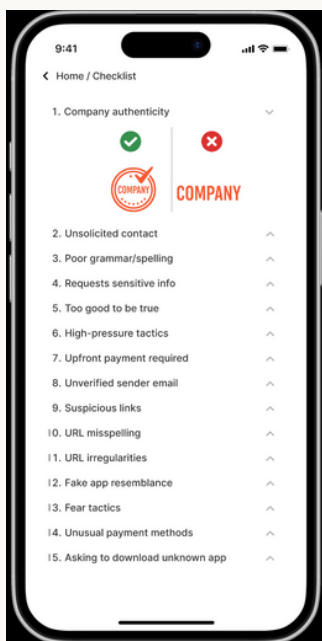 9:41
Home / Checklist
1. Company authenticity
COMPANY
COMPANY
2. Unsolicited contact
3. Poor grammar/spelling
4. Requests sensitive info
5. Too good to be true
6. High-pressure tactics
7. Upfront payment required
8. Unverified sender email
9. Suspicious links
10. URL misspelling
11. URL irregularities
12. Fake app resemblance
13. Fear tactics
14. Unusual payment methods
15. Asking to download unknown app